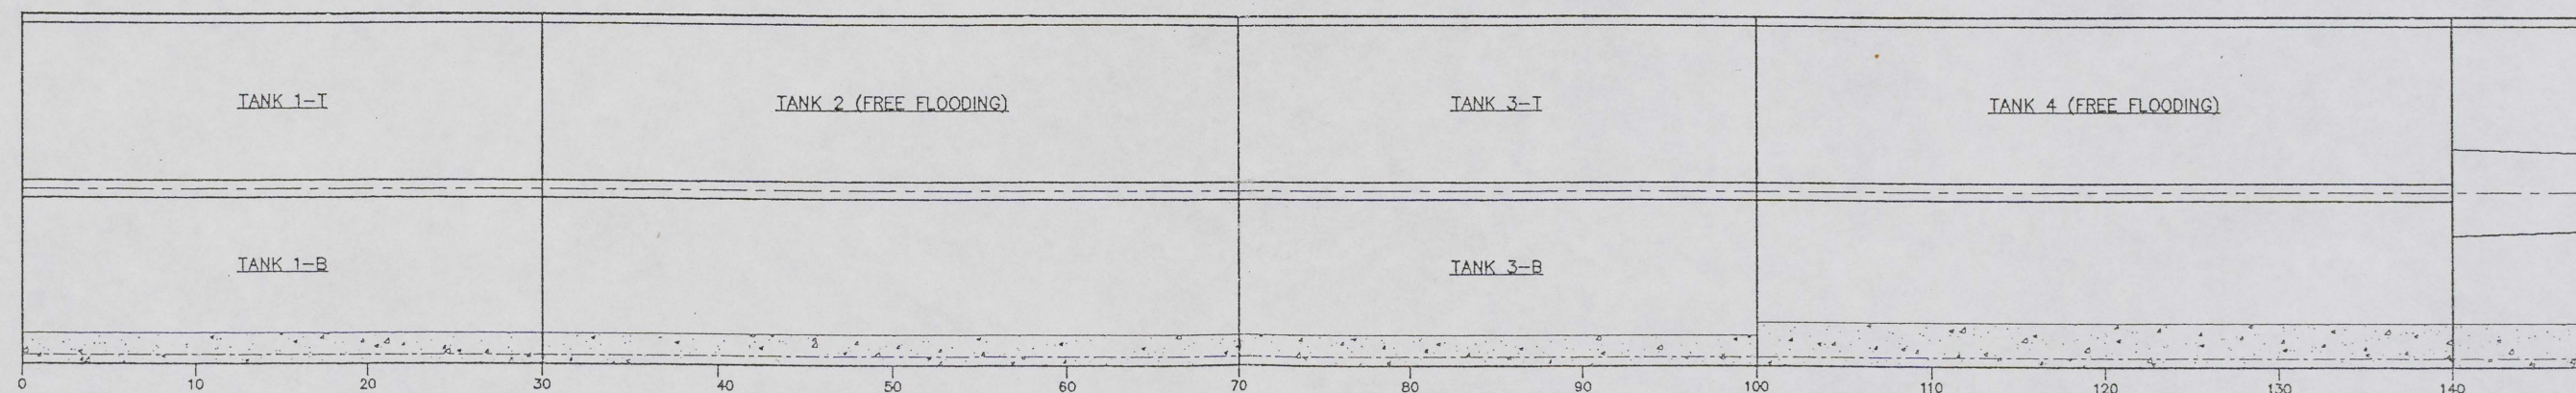 TANK 1-T
TANK 2 (FREE FLOODING)
TANK 3-T
TANK 4 (FREE FLOODING)
TANK 1-B
TANK 3-B
0 10 20 30 40 50 60 70 80 90 100 110 120 130 140